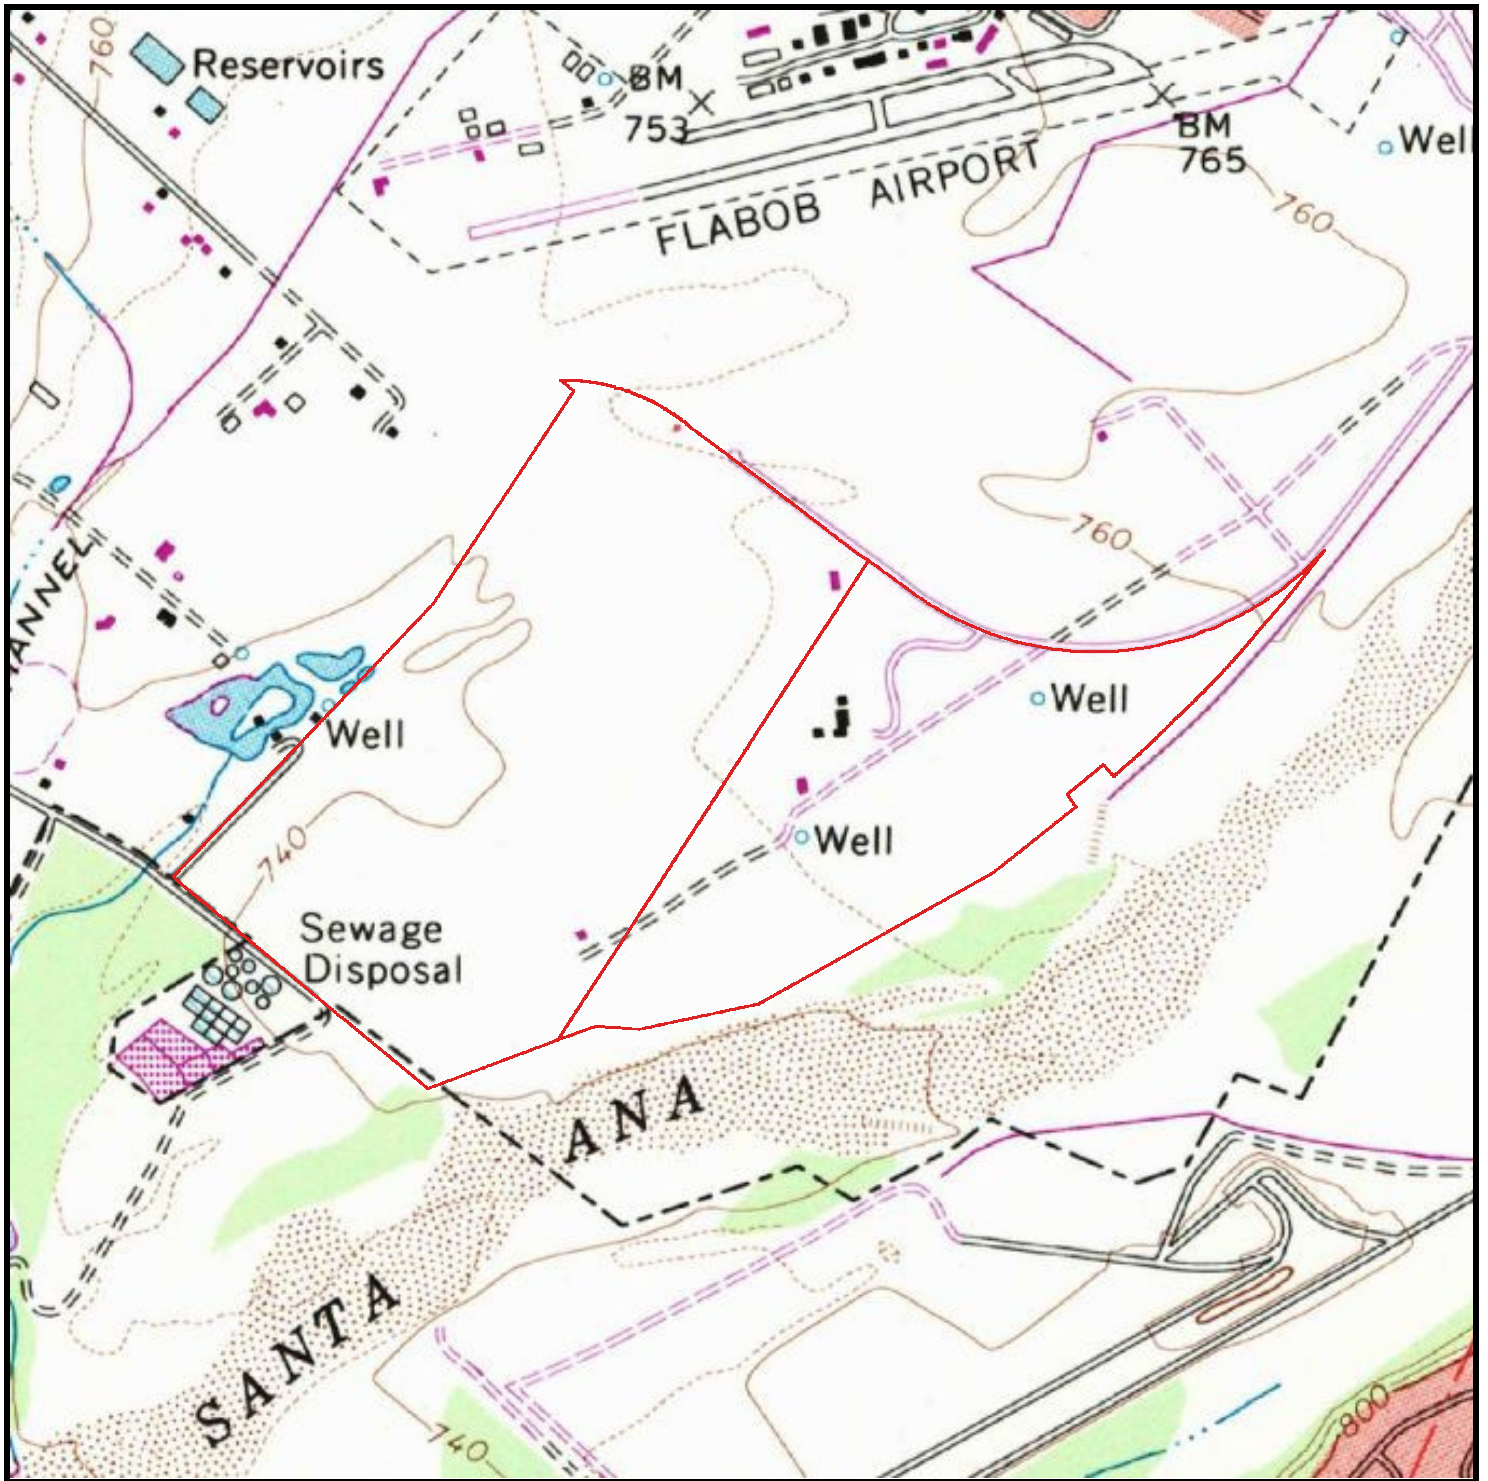 760
Reservoirs
BM
753
BM
765
Well
FLABOB AIRPORT
760
760
ANNEL
Well
Well
740
Well
Sewage
Disposal
SANTA ANA
740
800